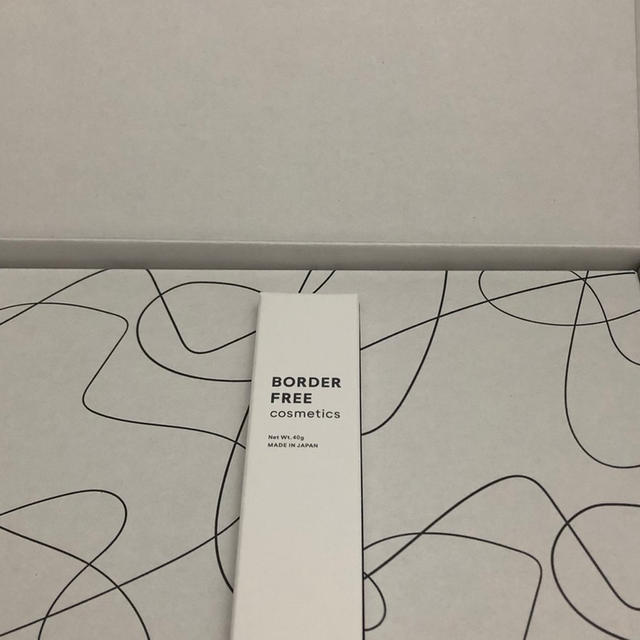 BORDER
FREE
cosmetics
Net Wt. 40g
MADE IN JAPAN